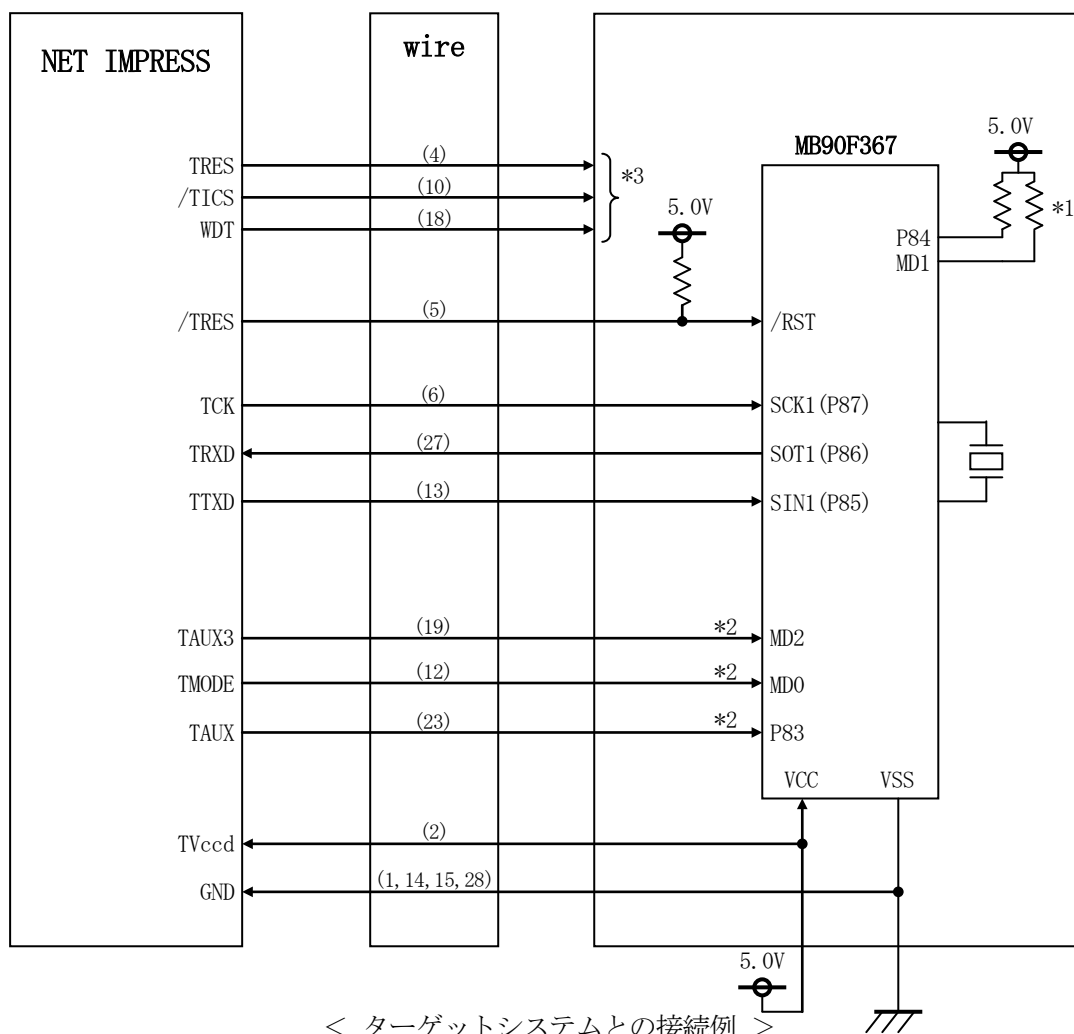 NET IMPRESS
wire
MB90F367
5.0V
*1
P84
MD1
TRES
(4)
/TICS
(10)
*3
WDT
(18)
5.0V
/TRES
(5)
/RST
TCK
(6)
SCK1(P87)
TRXD
(27)
SOT1(P86)
TTXD
(13)
SIN1(P85)
TAUX3
(19)
*2
MD2
TMODE
(12)
*2
MD0
TAUX
(23)
*2
P83
VCC
VSS
TVccd
(2)
GND
(1,14,15,28)
5.0V
< ターゲットシステムとの接続例 >